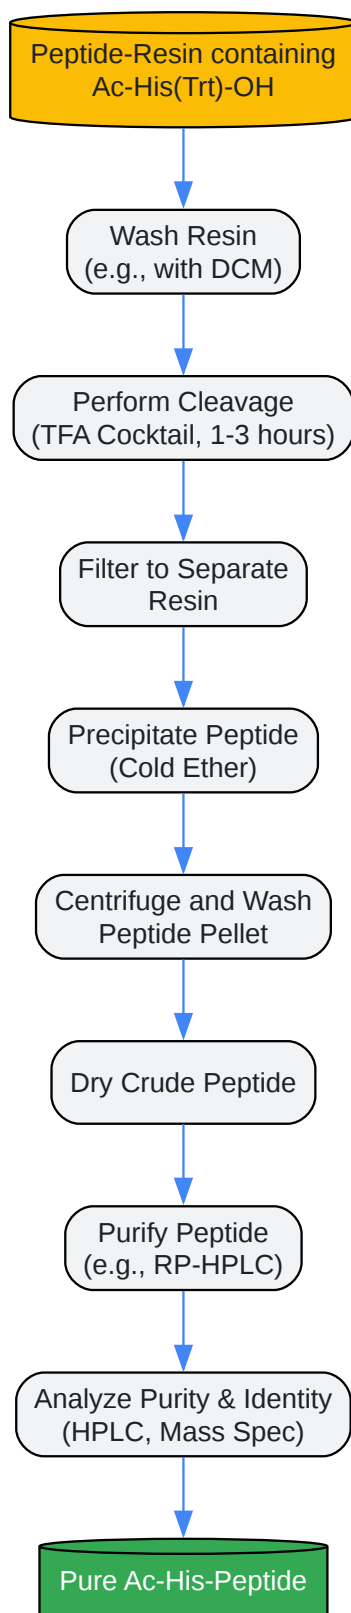 Peptide-Resin containing
Ac-His(Trt)-OH
Wash Resin
(e.g., with DCM)
Perform Cleavage
(TFA Cocktail, 1-3 hours)
Filter to Separate
Resin
Precipitate Peptide
(Cold Ether)
Centrifuge and Wash
Peptide Pellet
Dry Crude Peptide
Purify Peptide
(e.g., RP-HPLC)
Analyze Purity & Identity
(HPLC, Mass Spec)
Pure Ac-His-Peptide